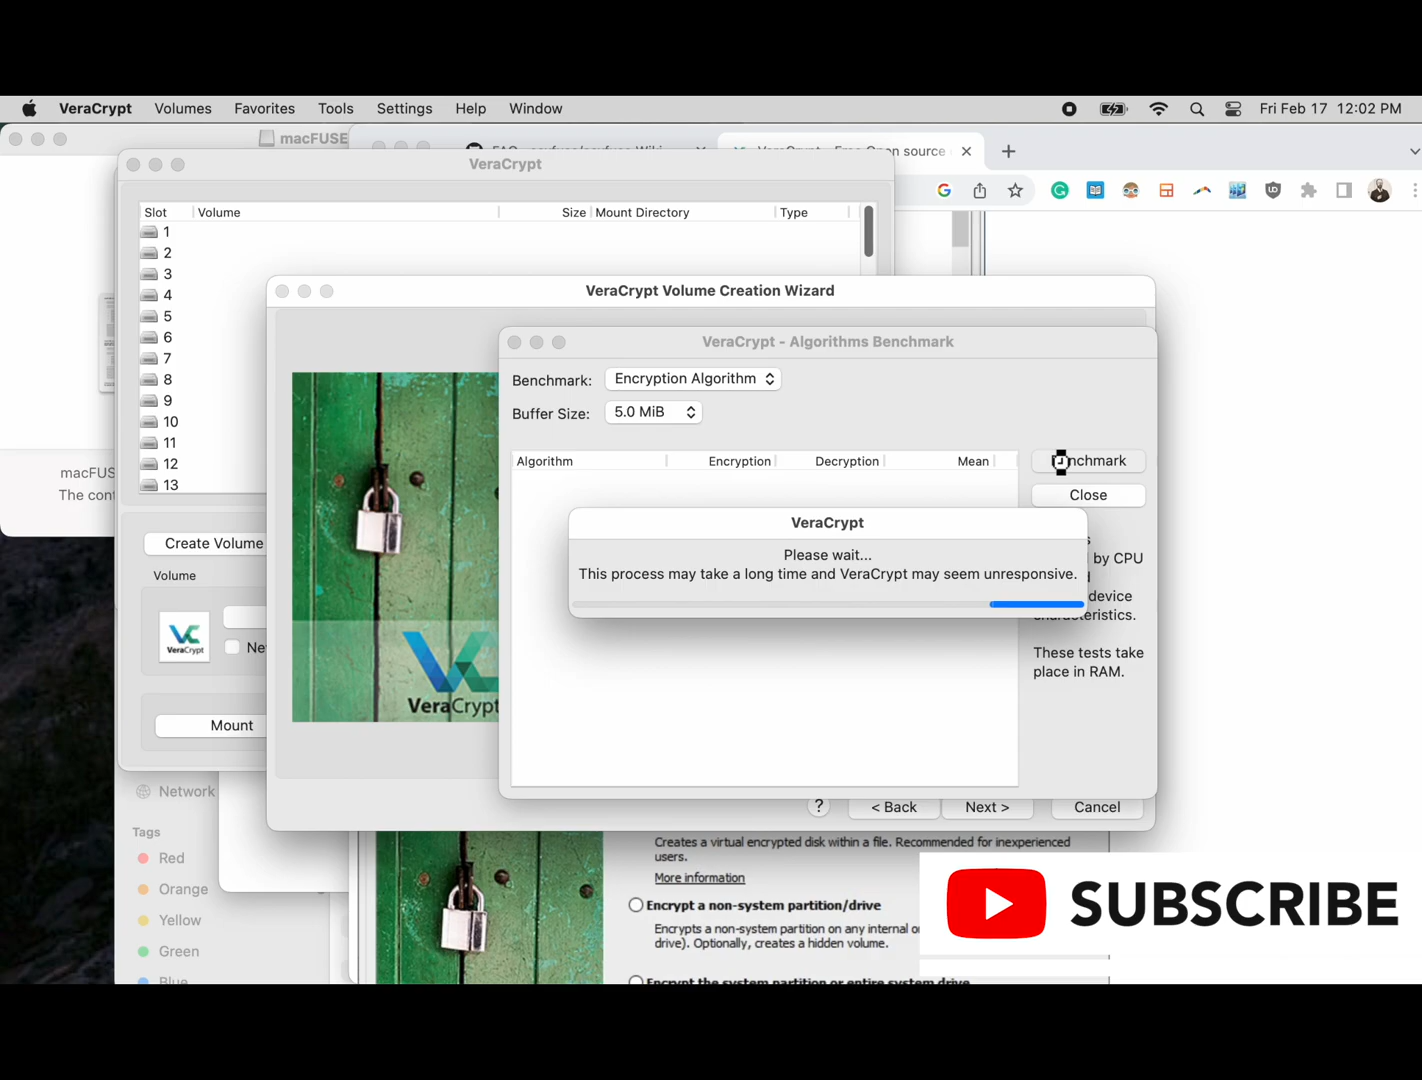 VeraCrypt Volumes Favorites Tools Settings Help Window Fri Feb 17 12:02 PM
macFUSE
VeraCrypt
Slot Volume Size Mount Directory Type
1
2
3
4
5
6
7
8
9
10
11
12
13
VeraCrypt Volume Creation Wizard
VeraCrypt - Algorithms Benchmark
Benchmark: Encryption Algorithm
Buffer Size: 5.0 MiB
Algorithm Encryption Decryption Mean
nchmark
Close
VeraCrypt
Please wait...
This process may take a long time and VeraCrypt may seem unresponsive.
by CPU
device
characteristics.
These tests take
place in RAM.
macFUS
The cont
Create Volume
Volume
VeraCrypt
Ne
Mount
VeraCrypt
? < Back Next > Cancel
Network
Tags
Red
Orange
Yellow
Green
Blue
Creates a virtual encrypted disk within a file. Recommended for inexperienced
users.
More information
Encrypt a non-system partition/drive
Encrypts a non-system partition on any internal o
drive). Optionally, creates a hidden volume.
Encrypt the system partition or entire system drive
SUBSCRIBE